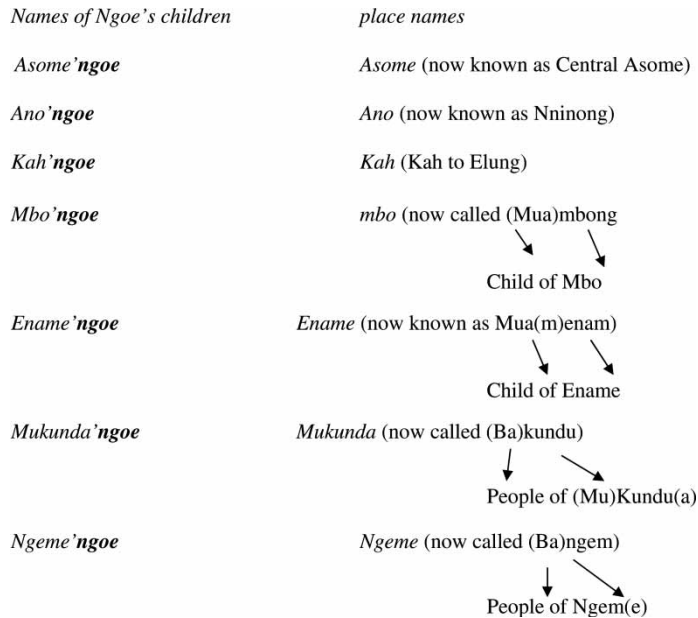 Names of Ngoe's children place names
Asome'ngoe Asome (now known as Central Asome)
Ano'ngoe Ano (now known as Nninong)
Kah'ngoe Kah (Kah to Elung)
Mbo'ngoe mbo (now called (Mua)mbong
Child of Mbo
Ename'ngoe Ename (now known as Mua(m)enam)
Child of Ename
Mukunda'ngoe Mukunda (now called (Ba)kundu)
People of (Mu)Kundu(a)
Ngeme'ngoe Ngeme (now called (Ba)ngem)
People of Ngem(e)